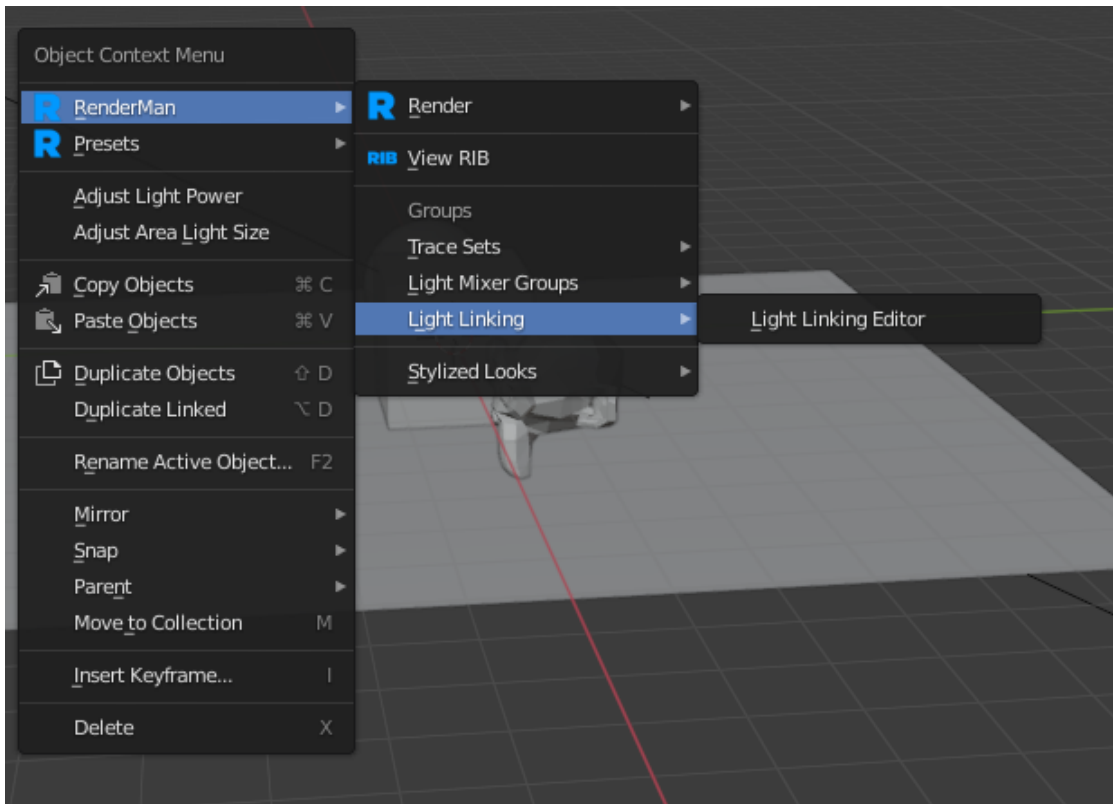 Object Context Menu
RenderMan
Presets
Adjust Light Power
Adjust Area Light Size
Copy Objects ⌘ C
Paste Objects ⌘ V
Duplicate Objects ⇧ D
Duplicate Linked ⌥ D
Rename Active Object... F2
Mirror
Snap
Parent
Move to Collection M
Insert Keyframe... I
Delete X
R Render
RIB View RIB
Groups
Trace Sets
Light Mixer Groups
Light Linking
Stylized Looks
Light Linking Editor